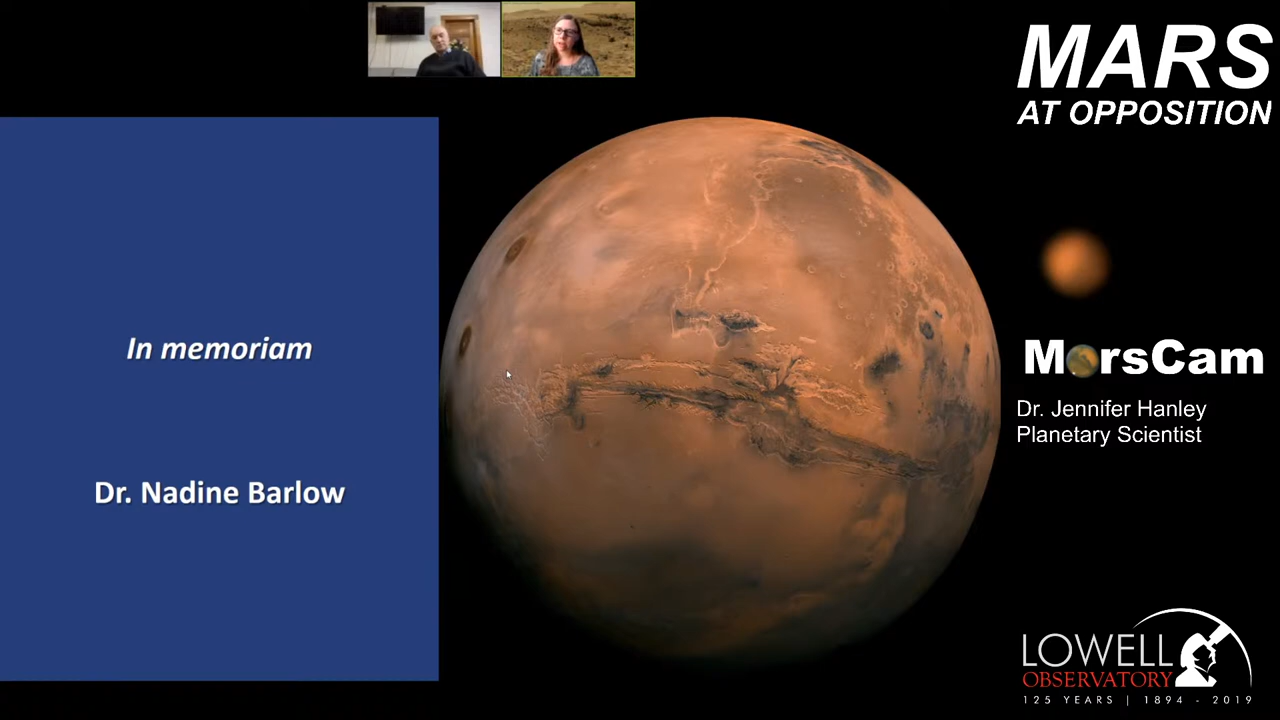 MARS
AT OPPOSITION
In memoriam
Dr. Nadine Barlow
MarsCam
Dr. Jennifer Hanley
Planetary Scientist
LOWELL
OBSERVATORY
125 YEARS | 1894 - 2019